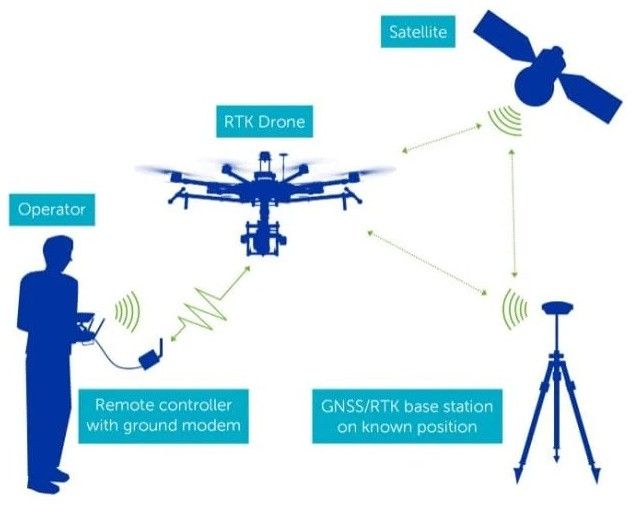 Satellite
RTK Drone
Operator
Remote controller
with ground modem
GNSS/RTK base station
on known position